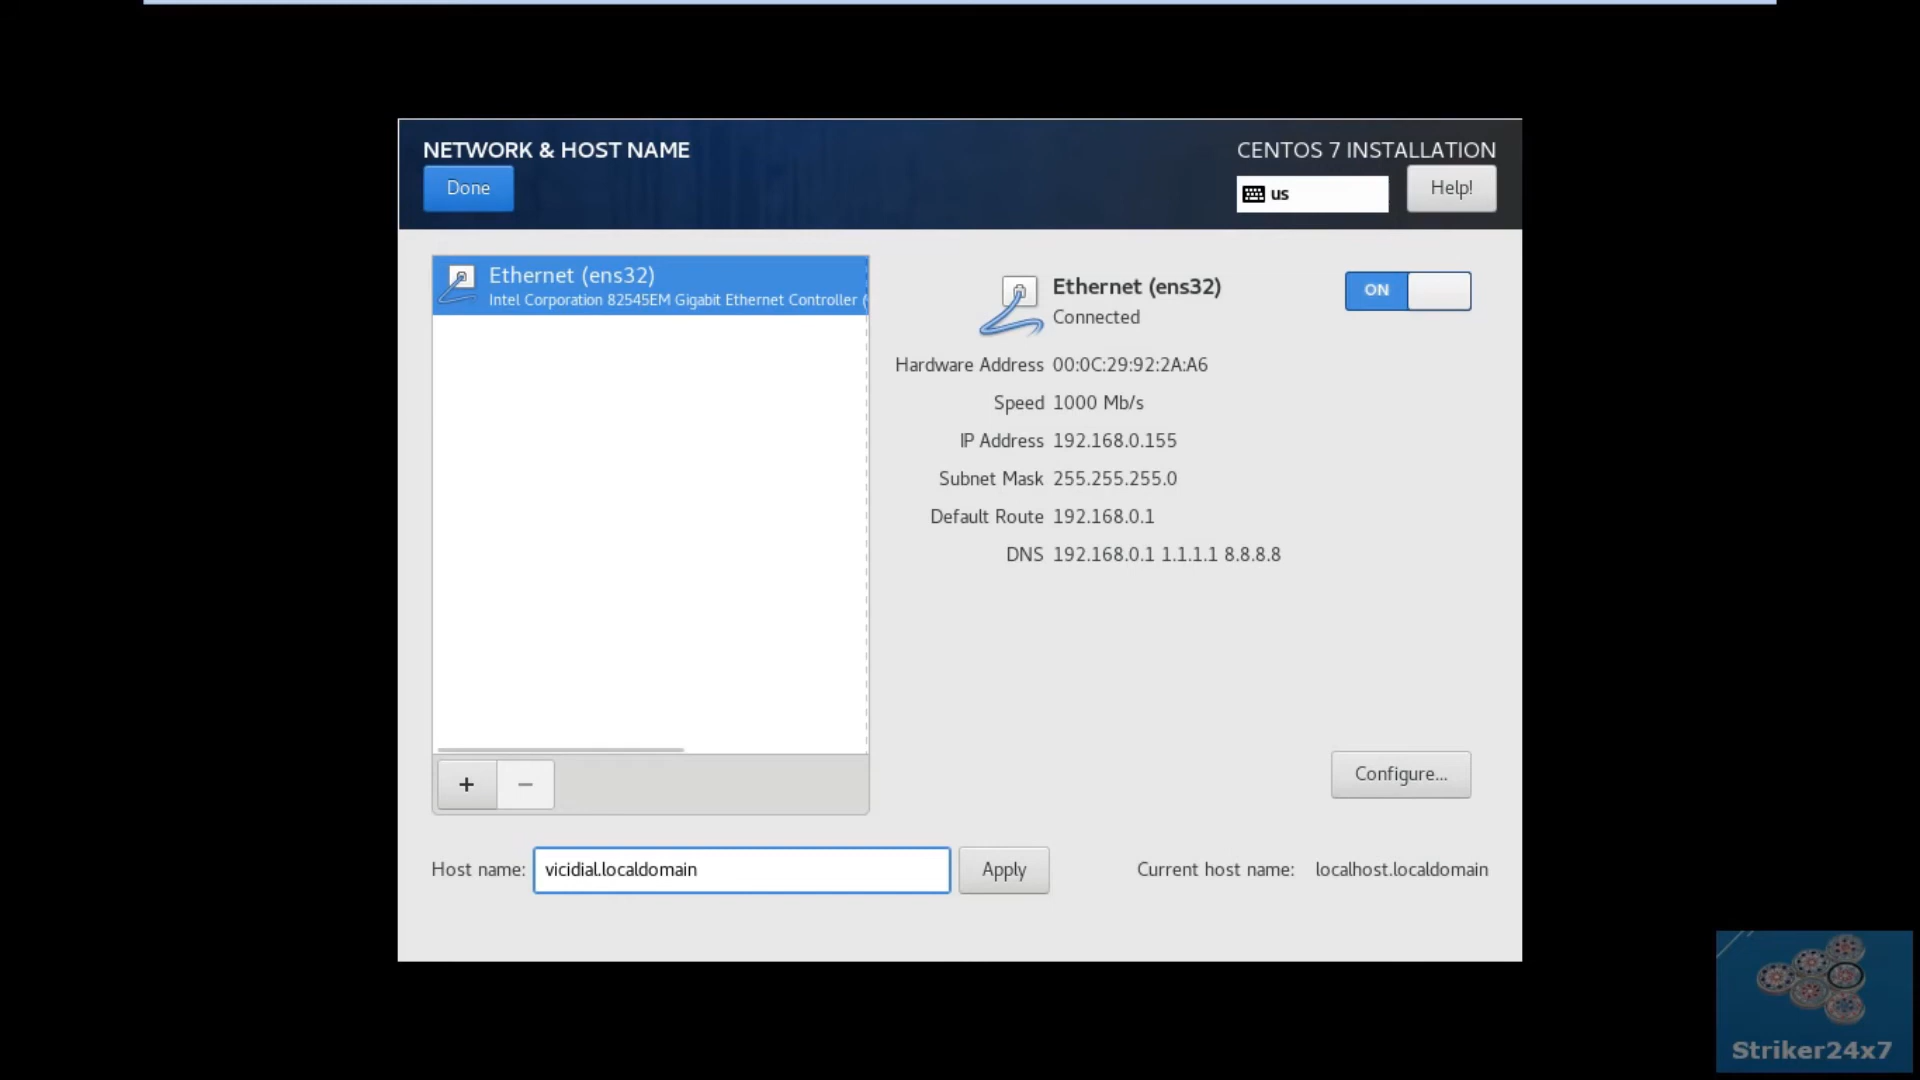 NETWORK & HOST NAME
CENTOS 7 INSTALLATION
Done
us
Help!
Ethernet (ens32)
Intel Corporation 82545EM Gigabit Ethernet Controller (
Ethernet (ens32)
Connected
ON
Hardware Address 00:0C:29:92:2A:A6
Speed 1000 Mb/s
IP Address 192.168.0.155
Subnet Mask 255.255.255.0
Default Route 192.168.0.1
DNS 192.168.0.1 1.1.1.1 8.8.8.8
+ −
Configure...
Host name: vicidial.localdomain Apply Current host name: localhost.localdomain
Striker24x7